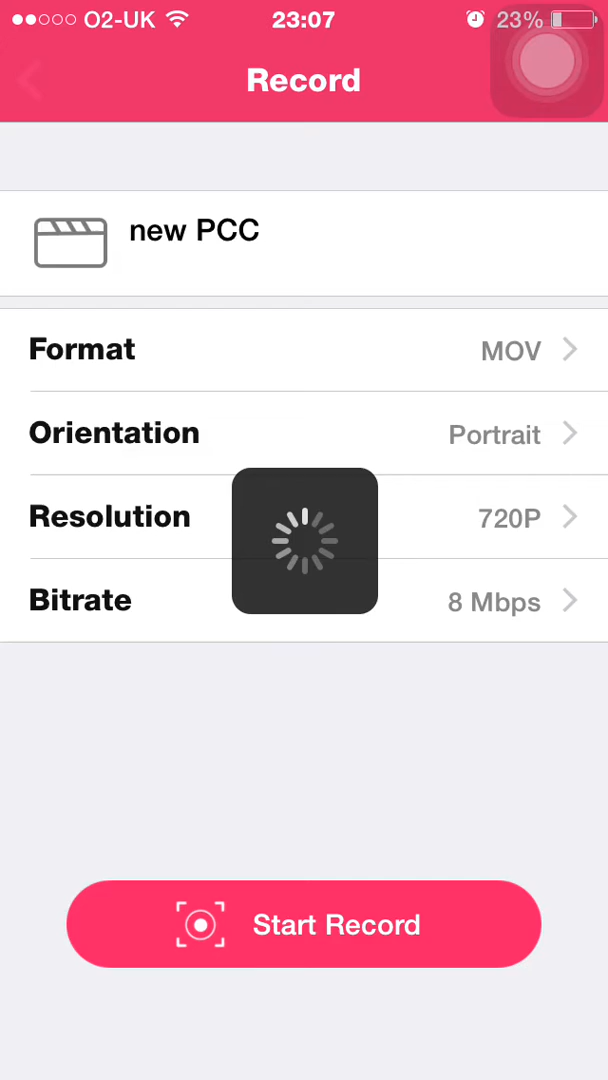 O2-UK 23:07 23%
Record
new PCC
Format MOV
Orientation Portrait
Resolution 720P
Bitrate 8 Mbps
Start Record